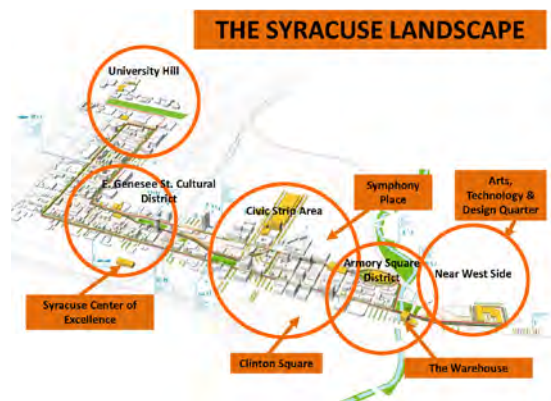 THE SYRACUSE LANDSCAPE
University Hill
E. Genesee St. Cultural
District
Civic Strip Area
Symphony
Place
Arts,
Technology &
Design Quarter
Armory Square
District
Near West Side
Syracuse Center of
Excellence
Clinton Square
The Warehouse